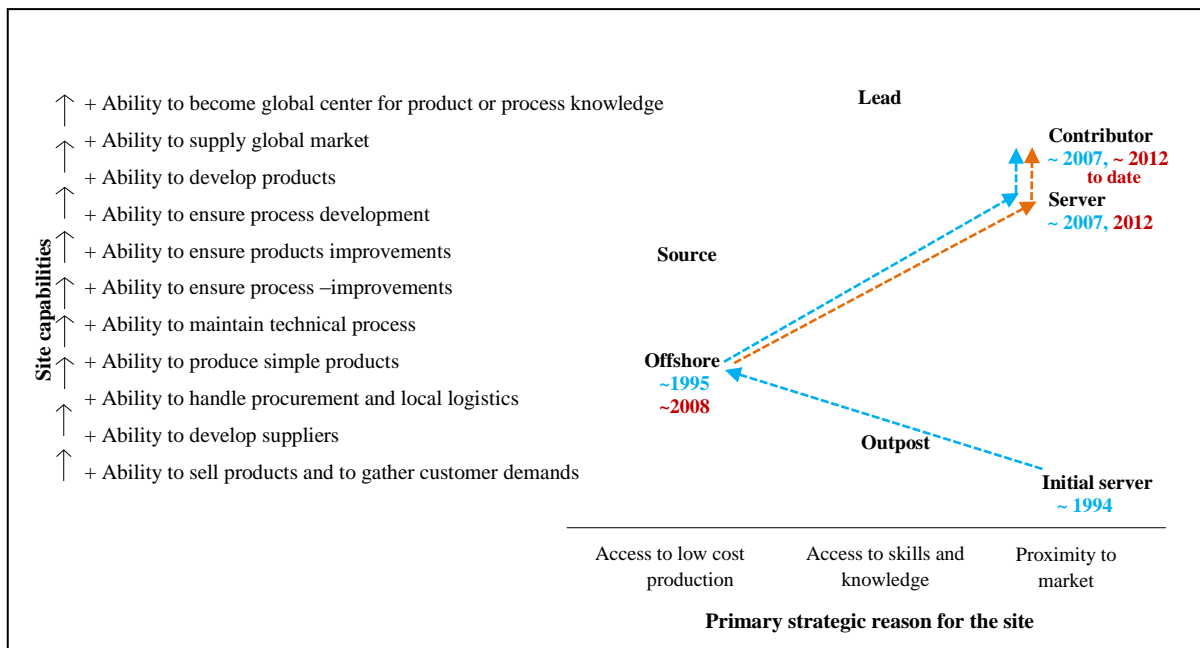 Site capabilities
+ Ability to become global center for product or process knowledge
+ Ability to supply global market
+ Ability to develop products
+ Ability to ensure process development
+ Ability to ensure products improvements
+ Ability to ensure process –improvements
+ Ability to maintain technical process
+ Ability to produce simple products
+ Ability to handle procurement and local logistics
+ Ability to develop suppliers
+ Ability to sell products and to gather customer demands
Lead
Contributor
~ 2007, ~ 2012
to date
Server
~ 2007, 2012
Source
Offshore
~1995
~2008
Outpost
Initial server
~ 1994
Access to low cost
production
Access to skills and
knowledge
Proximity to
market
Primary strategic reason for the site